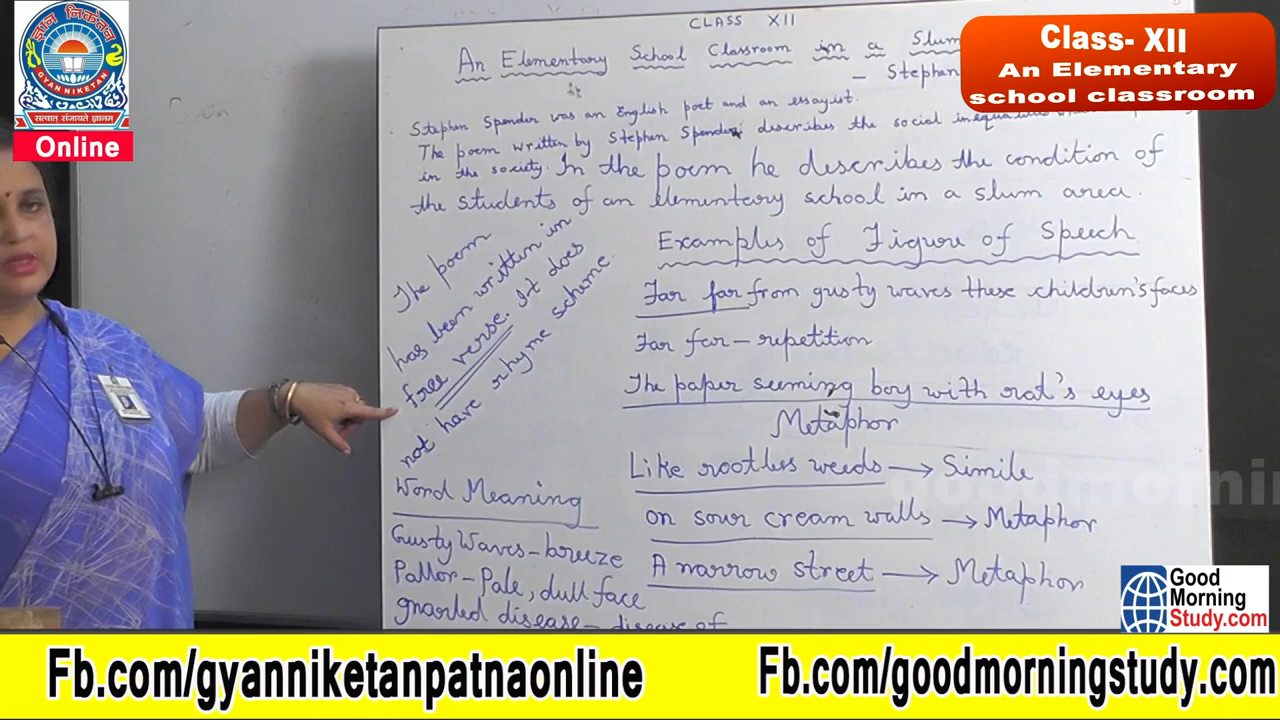 ज्ञान निकेतन
GYAN NIKETAN
सत्यात् संजायते ज्ञानम्
Online
CLASS XII
An Elementary School Classroom in a Slum
– Stephen
Class- XII
An Elementary
school classroom
Stephen Spender was an English poet and an essayist.
The poem written by Stephen Spender describes the social
in the society. In the poem he describes the condition of
the students of an elementary school in a slum area.
The poem
has been written in
free verse. It does
not have rhyme scheme.
Examples of Figure of Speech
Far far from gusty waves these children's faces
Far far – repetition
The paper seeming boy with rat's eyes
Metaphor
Like rootless weeds → Simile
on sour cream walls → Metaphor
A narrow street → Metaphor
Word Meaning
Gusty Waves – breeze
Pallor – Pale, dull face
gnarled disease – disease of
goodmorni
Good
Morning
Study.com
Fb.com/gyanniketanpatnaonline
Fb.com/goodmorningstudy.com